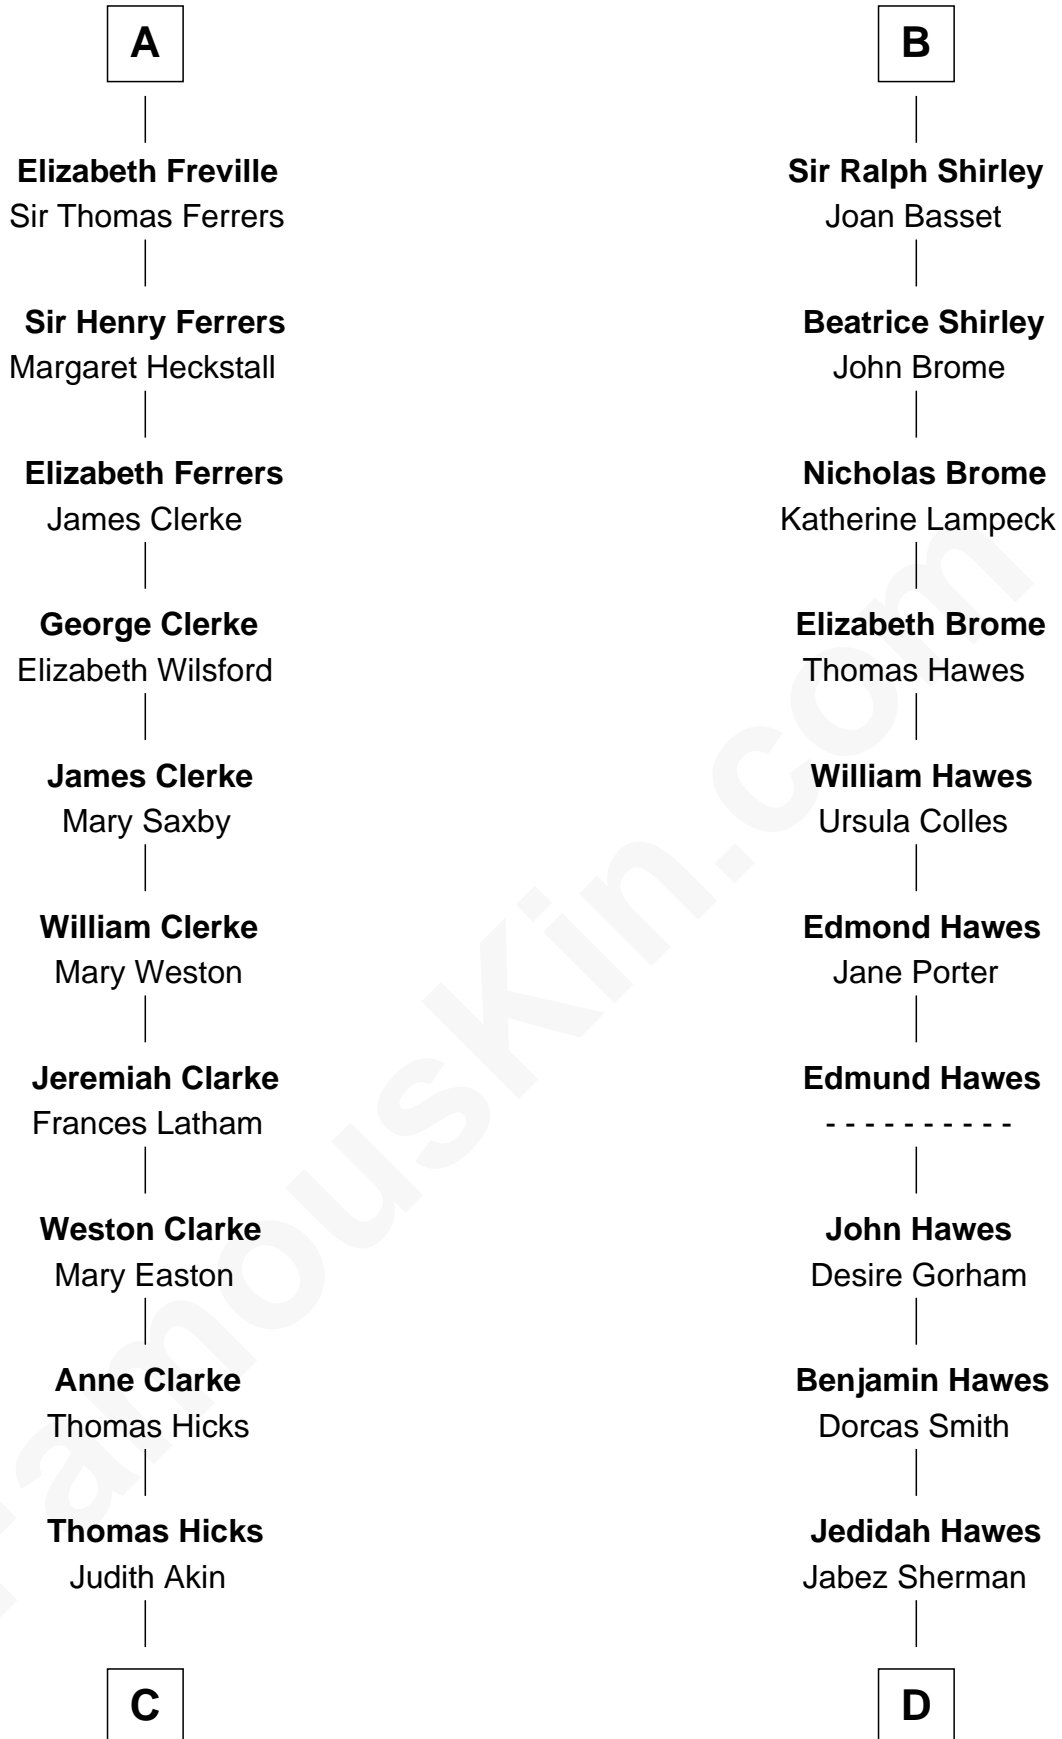 A
Elizabeth Freville
Sir Thomas Ferrers
Sir Henry Ferrers
Margaret Heckstall
Elizabeth Ferrers
James Clerke
George Clerke
Elizabeth Wilsford
James Clerke
Mary Saxby
William Clerke
Mary Weston
Jeremiah Clarke
Frances Latham
Weston Clarke
Mary Easton
Anne Clarke
Thomas Hicks
Thomas Hicks
Judith Akin
C
B
Sir Ralph Shirley
Joan Basset
Beatrice Shirley
John Brome
Nicholas Brome
Katherine Lampeck
Elizabeth Brome
Thomas Hawes
William Hawes
Ursula Colles
Edmond Hawes
Jane Porter
Edmund Hawes
- - - - - - - - - -
John Hawes
Desire Gorham
Benjamin Hawes
Dorcas Smith
Jedidah Hawes
Jabez Sherman
D
FamousKin.com